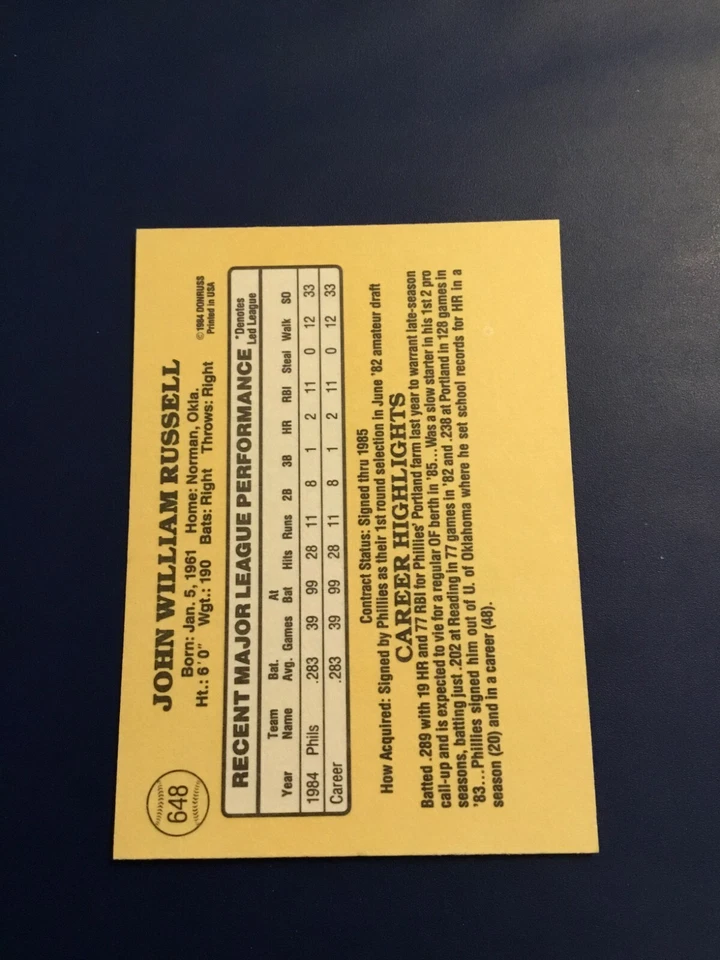 648
JOHN WILLIAM RUSSELL
Born: Jan. 5, 1961 Home: Norman, Okla.
Ht.: 6'0" Wgt.: 190 Bats: Right Throws: Right
©1984 DONRUSS
Printed in USA
RECENT MAJOR LEAGUE PERFORMANCE
*Denotes
Led League
Year Team Name Bat. Avg. Games At Bat Hits Runs 2B 3B HR RBI Steal Walk SO
1984 Phils .283 39 99 28 11 8 1 2 11 0 12 33
Career .283 39 99 28 11 8 1 2 11 0 12 33
Contract Status: Signed thru 1985
How Acquired: Signed by Phillies as their 1st round selection in June '82 amateur draft
CAREER HIGHLIGHTS
Batted .289 with 19 HR and 77 RBI for Phillies' Portland farm last year to warrant late-season
call-up and is expected to vie for a regular OF berth in '85...Was a slow starter in his 1st 2 pro
seasons, batting just .202 at Reading in 77 games in '82 and .238 at Portland in 128 games in
'83...Phillies signed him out of U. of Oklahoma where he set school records for HR in a
season (20) and in a career (48).